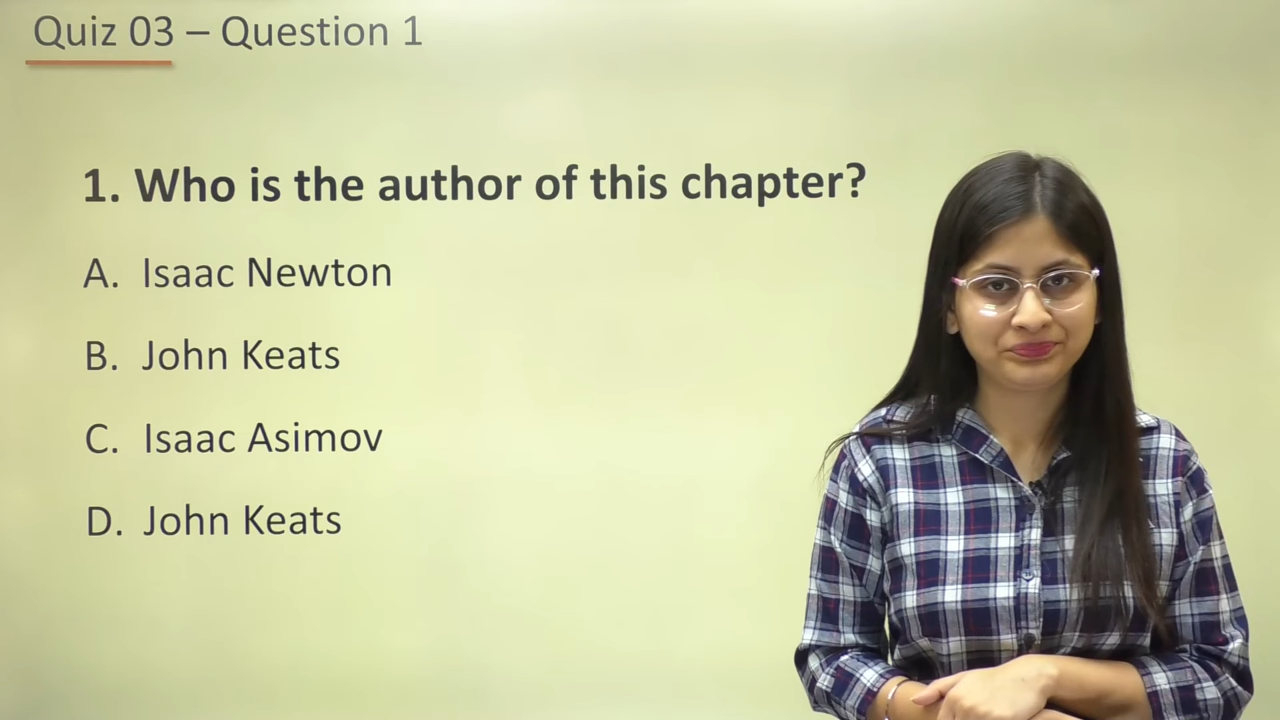 Quiz 03 – Question 1
1. Who is the author of this chapter?
A. Isaac Newton
B. John Keats
C. Isaac Asimov
D. John Keats